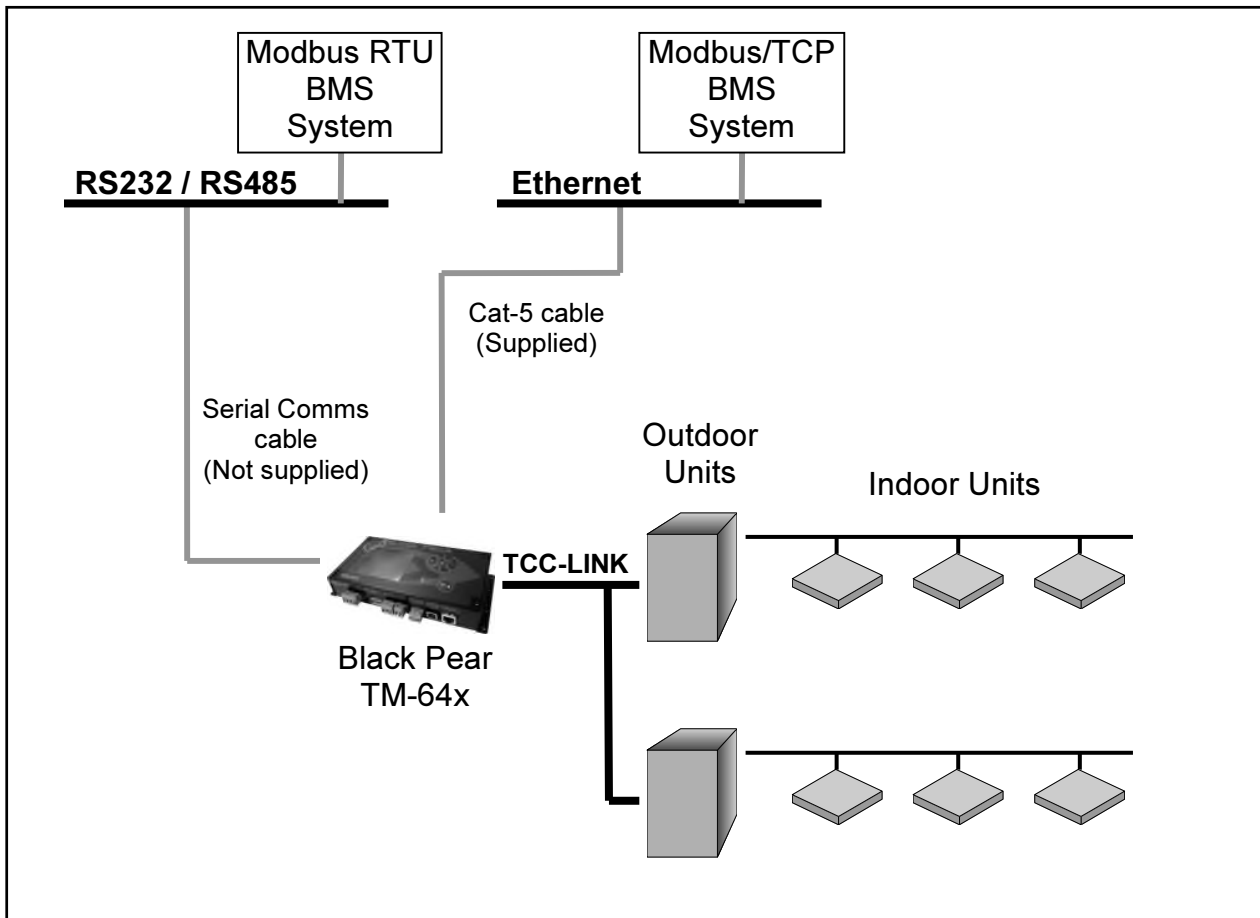 Modbus RTU
BMS
System
Modbus/TCP
BMS
System
RS232 / RS485
Ethernet
Cat-5 cable
(Supplied)
Serial Comms
cable
(Not supplied)
Outdoor
Units
Indoor Units
TCC-LINK
Black Pear
TM-64x